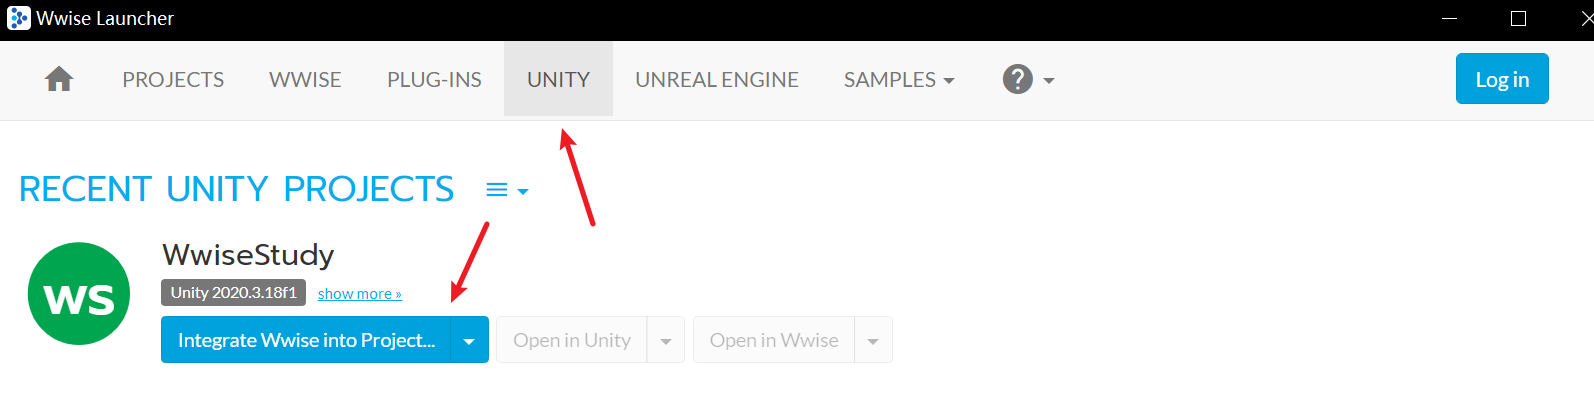 Wwise Launcher
PROJECTS WWISE PLUG-INS UNITY UNREAL ENGINE SAMPLES ? Log in
RECENT UNITY PROJECTS
WS
WwiseStudy
Unity 2020.3.18f1 show more »
Integrate Wwise into Project... Open in Unity Open in Wwise